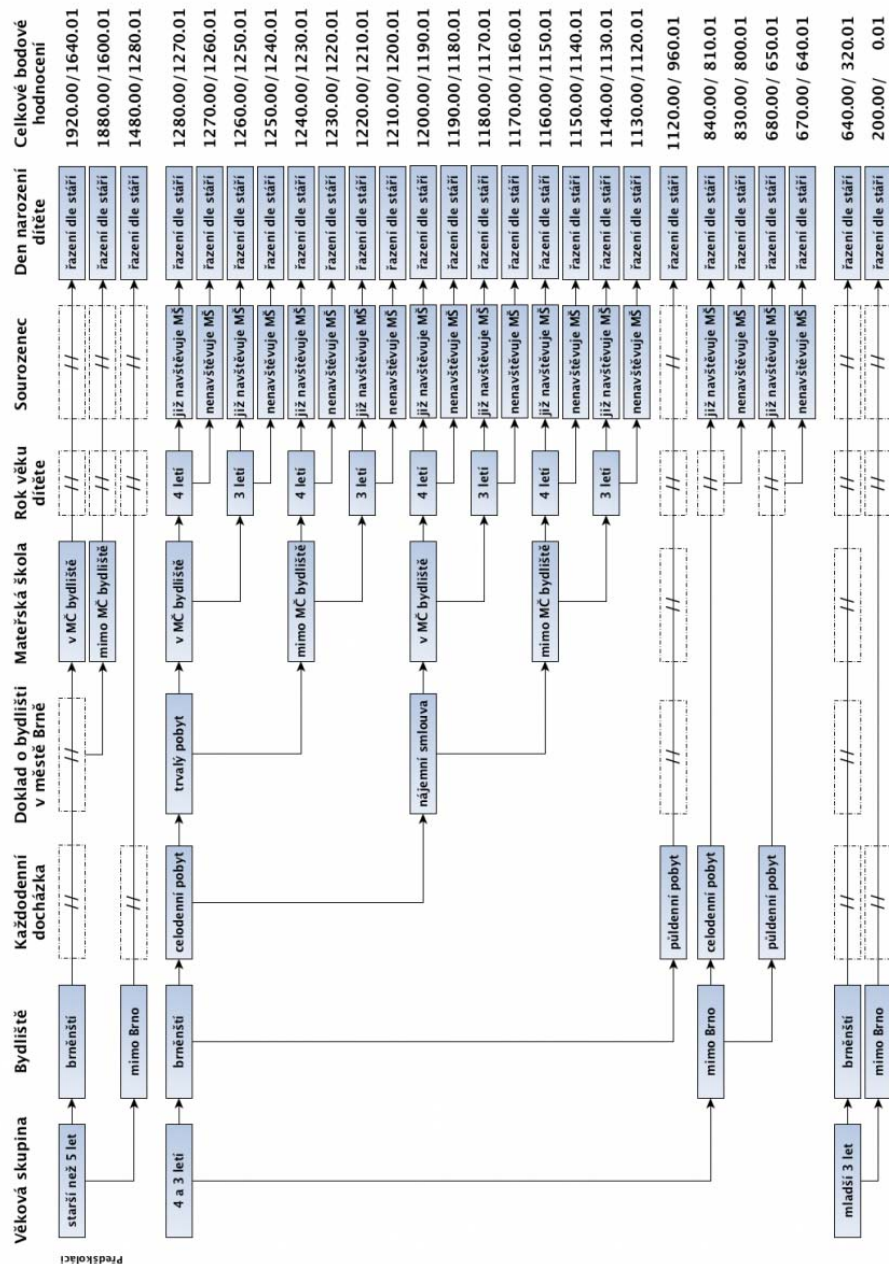 Věková skupina Bydliště Každodenní docházka Doklad o bydlišti v městě Brně Mateřská škola Rok věku dítěte Sourozenec Den narození dítěte Celkové bodové hodnocení
Předškoláci
starší než 5 let brněnští // // v MČ bydliště // // řazení dle stáří 1920.00/1640.01
mimo MČ bydliště // // řazení dle stáří 1880.00/1600.01
mimo Brno // // // řazení dle stáří 1480.00/1280.01
4 a 3 letí brněnští celodenní pobyt trvalý pobyt v MČ bydliště 4 letí již navštěvuje MŠ řazení dle stáří 1280.00/1270.01
nenavštěvuje MŠ řazení dle stáří 1270.00/1260.01
3 letí již navštěvuje MŠ řazení dle stáří 1260.00/1250.01
nenavštěvuje MŠ řazení dle stáří 1250.00/1240.01
mimo MČ bydliště 4 letí již navštěvuje MŠ řazení dle stáří 1240.00/1230.01
nenavštěvuje MŠ řazení dle stáří 1230.00/1220.01
3 letí již navštěvuje MŠ řazení dle stáří 1220.00/1210.01
nenavštěvuje MŠ řazení dle stáří 1210.00/1200.01
nájemní smlouva v MČ bydliště 4 letí již navštěvuje MŠ řazení dle stáří 1200.00/1190.01
nenavštěvuje MŠ řazení dle stáří 1190.00/1180.01
3 letí již navštěvuje MŠ řazení dle stáří 1180.00/1170.01
nenavštěvuje MŠ řazení dle stáří 1170.00/1160.01
mimo MČ bydliště 4 letí již navštěvuje MŠ řazení dle stáří 1160.00/1150.01
nenavštěvuje MŠ řazení dle stáří 1150.00/1140.01
3 letí již navštěvuje MŠ řazení dle stáří 1140.00/1130.01
nenavštěvuje MŠ řazení dle stáří 1130.00/1120.01
půldenní pobyt // // // // řazení dle stáří 1120.00/ 960.01
mimo Brno celodenní pobyt // již navštěvuje MŠ řazení dle stáří 840.00/ 810.01
nenavštěvuje MŠ řazení dle stáří 830.00/ 800.01
půldenní pobyt // již navštěvuje MŠ řazení dle stáří 680.00/ 650.01
nenavštěvuje MŠ řazení dle stáří 670.00/ 640.01
mladší 3 let brněnští // // // // // řazení dle stáří 640.00/ 320.01
mimo Brno // // // řazení dle stáří 200.00/ 0.01